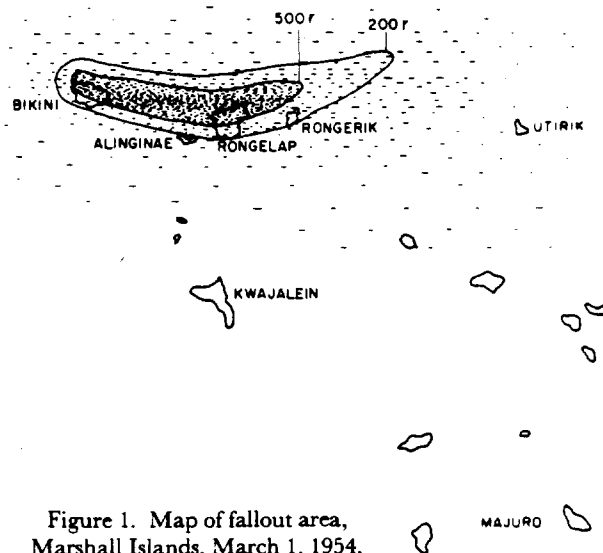 500 r
200 r
BIKINI
ALINGINAE
RONGELAP
RONGERIK
UTIRIK
KWAJALEIN
MAJURO
Figure 1. Map of fallout area,
Marshall Islands, March 1, 1954.